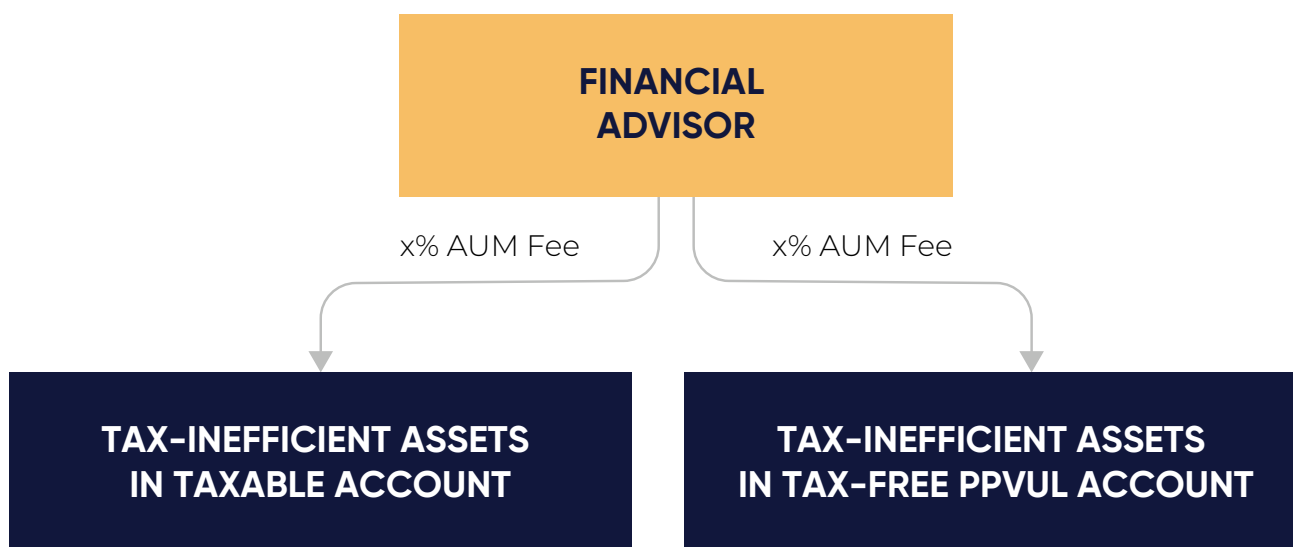 FINANCIAL
ADVISOR
x% AUM Fee
x% AUM Fee
TAX-INEFFICIENT ASSETS
IN TAXABLE ACCOUNT
TAX-INEFFICIENT ASSETS
IN TAX-FREE PPVUL ACCOUNT